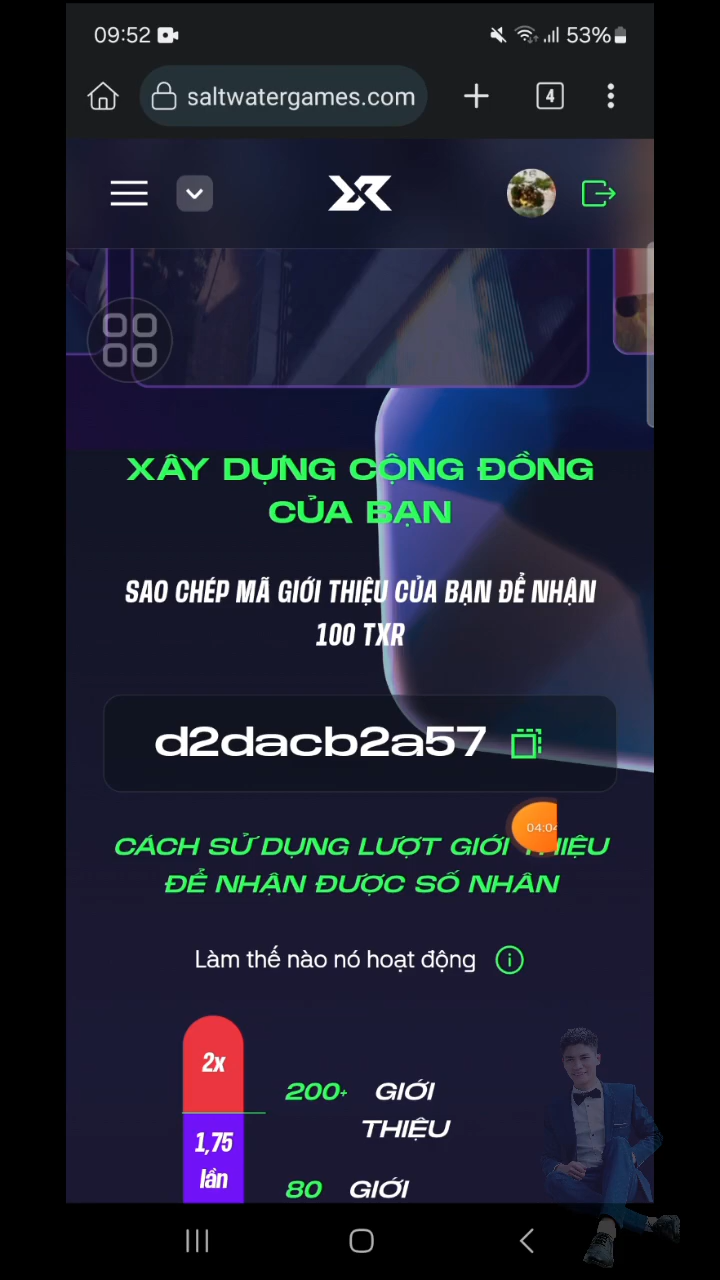 09:52 53%
saltwatergames.com 4
XÂY DỰNG CỘNG ĐỒNG
CỦA BẠN
SAO CHÉP MÃ GIỚI THIỆU CỦA BẠN ĐỂ NHẬN
100 TXR
d2dacb2a57
04:04
CÁCH SỬ DỤNG LƯỢT GIỚI THIỆU
ĐỂ NHẬN ĐƯỢC SỐ NHÂN
Làm thế nào nó hoạt động
2x
200+ GIỚI
THIỆU
1,75
lần
80 GIỚI